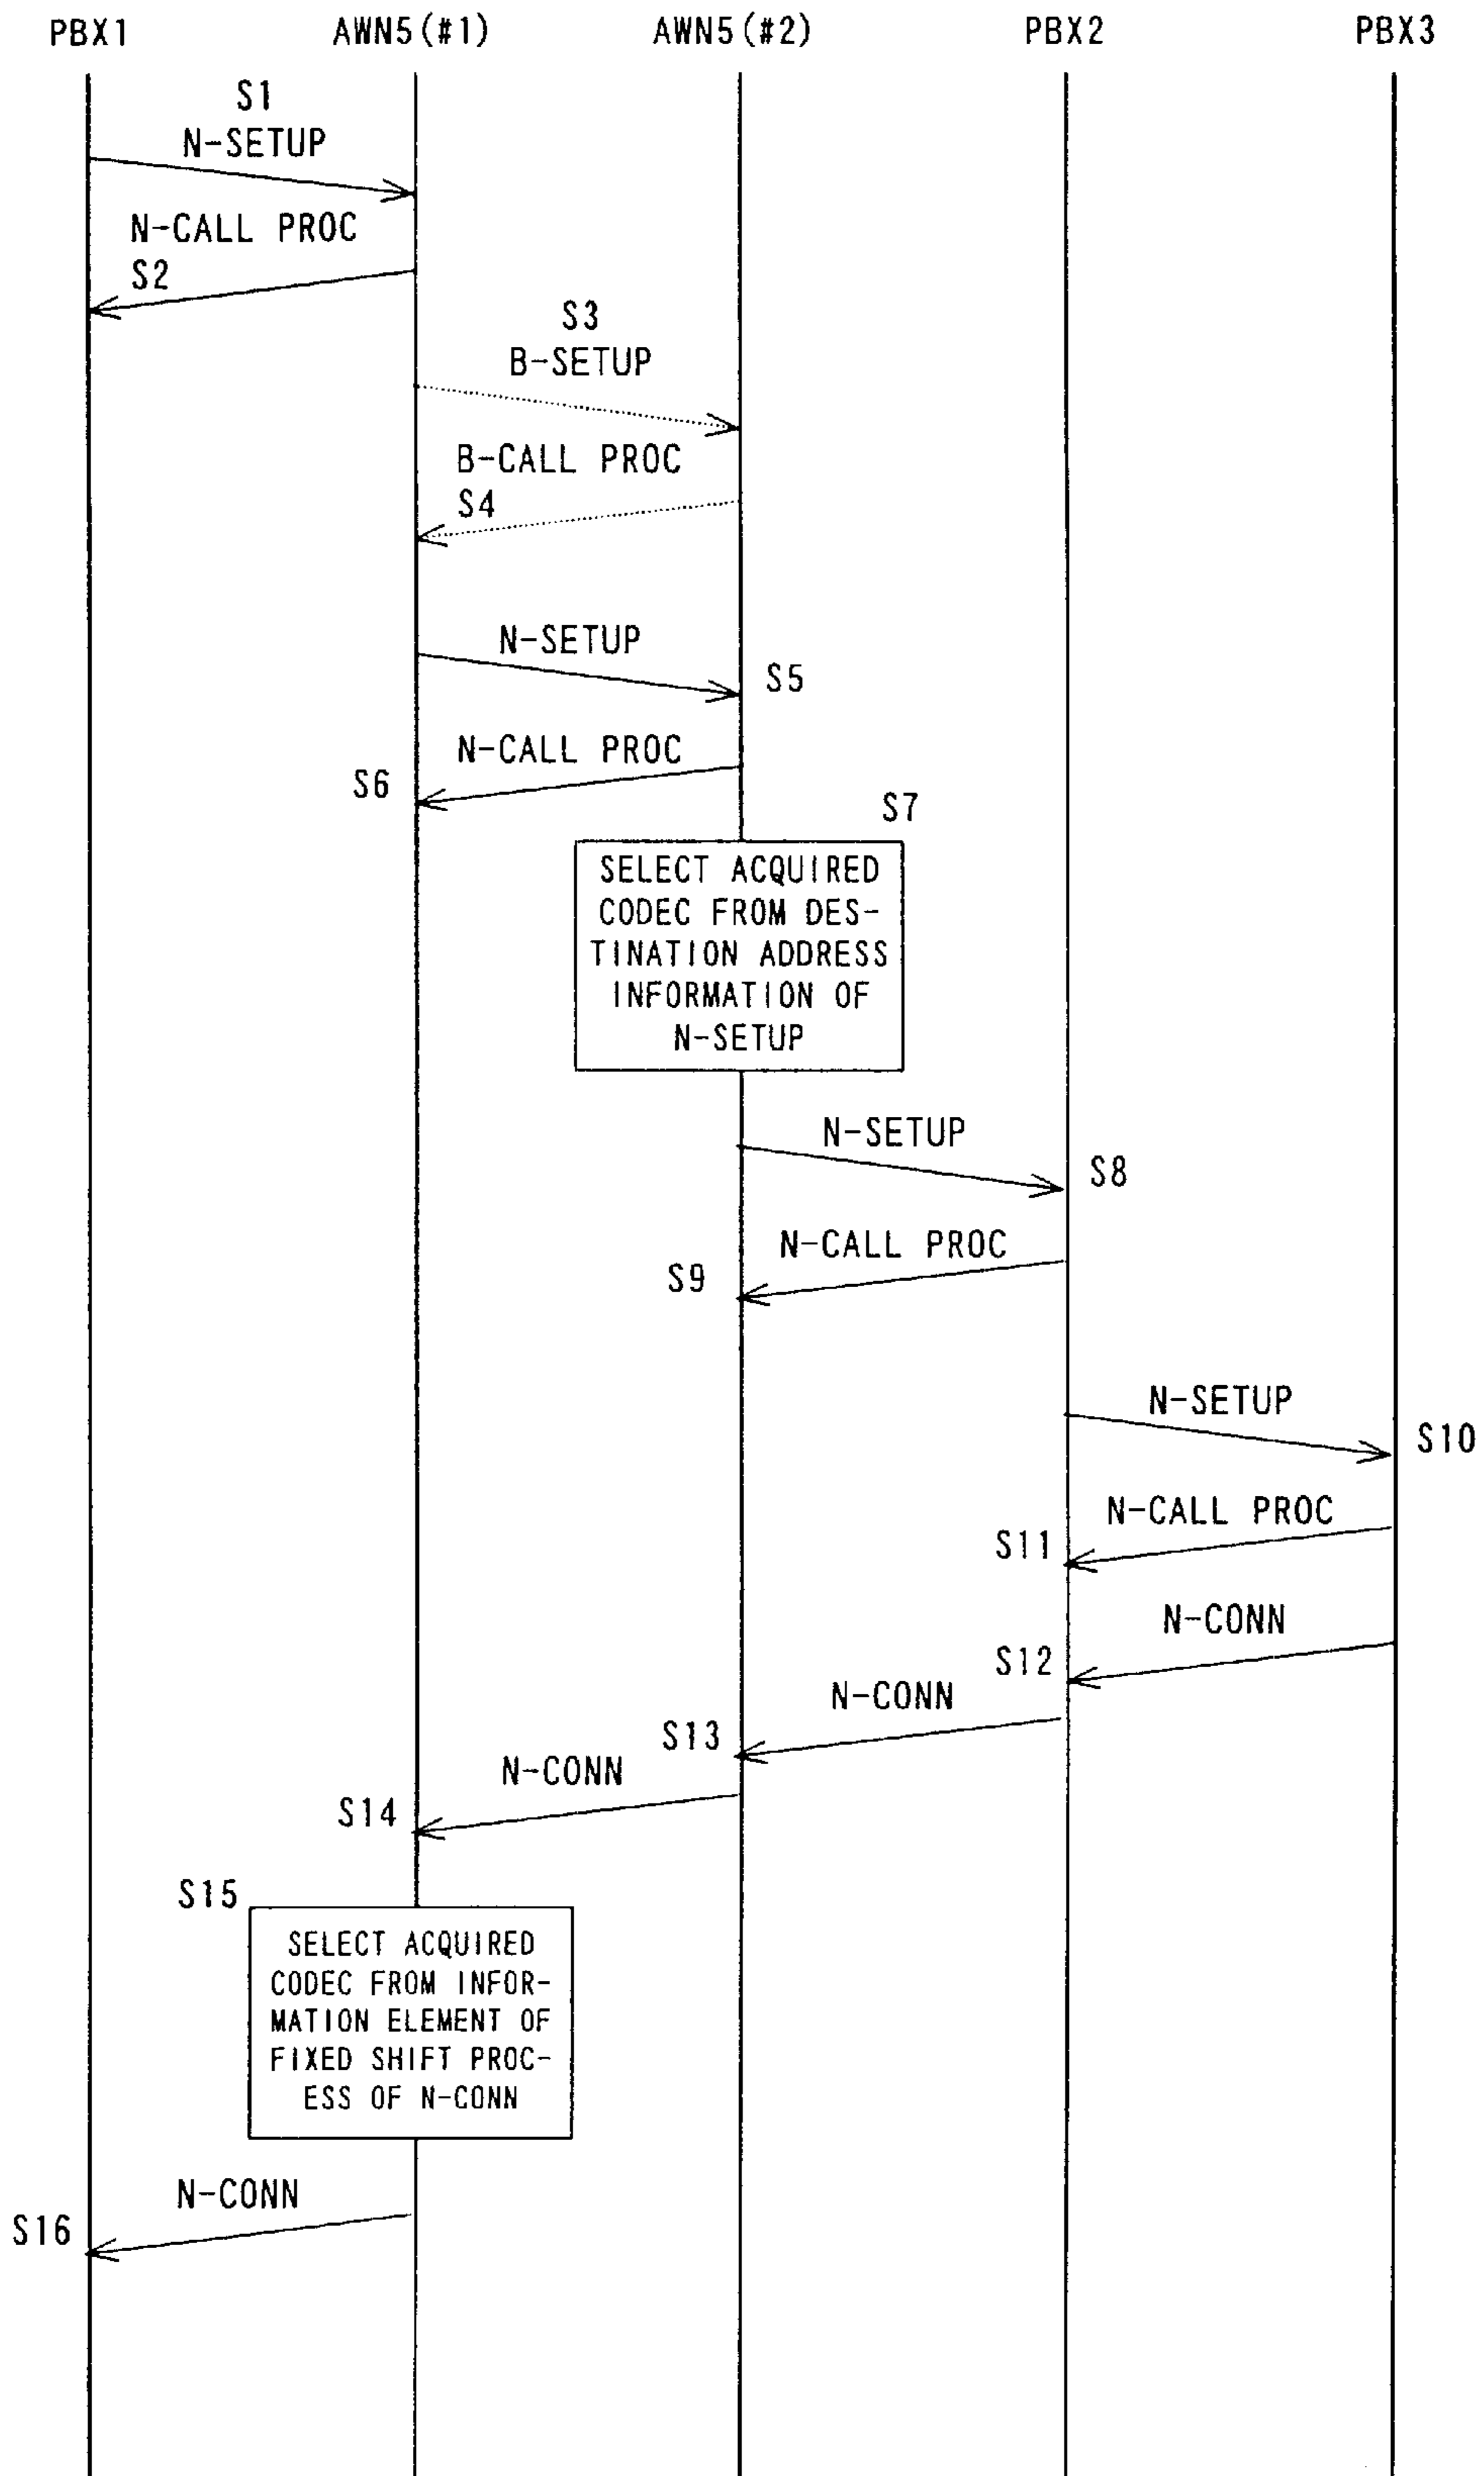 PBX1 AWN5(#1) AWN5(#2) PBX2 PBX3
S1
N-SETUP
N-CALL PROC
S2
S3
B-SETUP
B-CALL PROC
S4
N-SETUP
S5
N-CALL PROC
S6
S7
SELECT ACQUIRED
CODEC FROM DES-
TINATION ADDRESS
INFORMATION OF
N-SETUP
N-SETUP
S8
N-CALL PROC
S9
N-SETUP
S10
N-CALL PROC
S11
N-CONN
S12
N-CONN
S13
N-CONN
S14
S15
SELECT ACQUIRED
CODEC FROM INFOR-
MATION ELEMENT OF
FIXED SHIFT PROC-
ESS OF N-CONN
N-CONN
S16